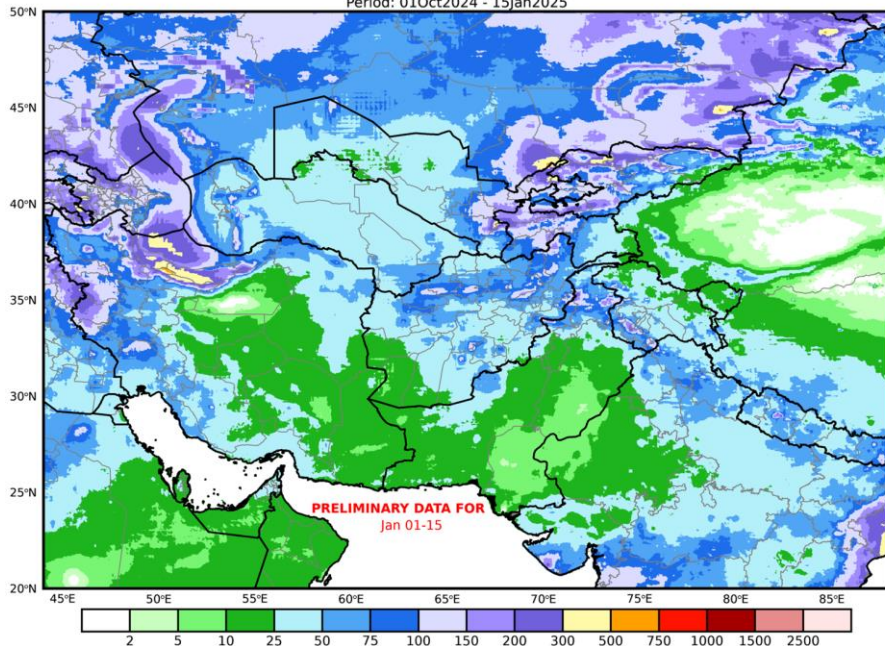 Period: 01Oct2024 - 15Jan2025
50°N
45°N
40°N
35°N
30°N
25°N
20°N
PRELIMINARY DATA FOR
Jan 01-15
45°E 50°E 55°E 60°E 65°E 70°E 75°E 80°E 85°E
2 5 10 25 50 75 100 150 200 300 500 750 1000 1500 2500